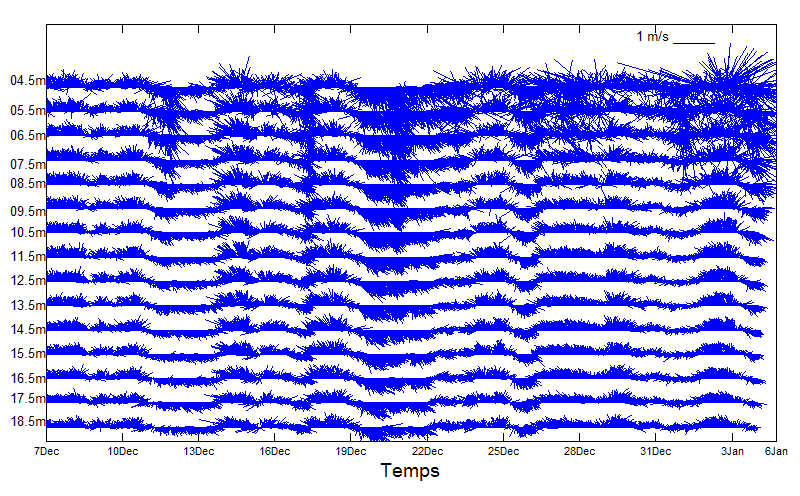 1 m/s
04.5m
05.5m
06.5m
07.5m
08.5m
09.5m
10.5m
11.5m
12.5m
13.5m
14.5m
15.5m
16.5m
17.5m
18.5m
7Dec 10Dec 13Dec 16Dec 19Dec 22Dec 25Dec 28Dec 31Dec 3Jan 6Jan
Temps